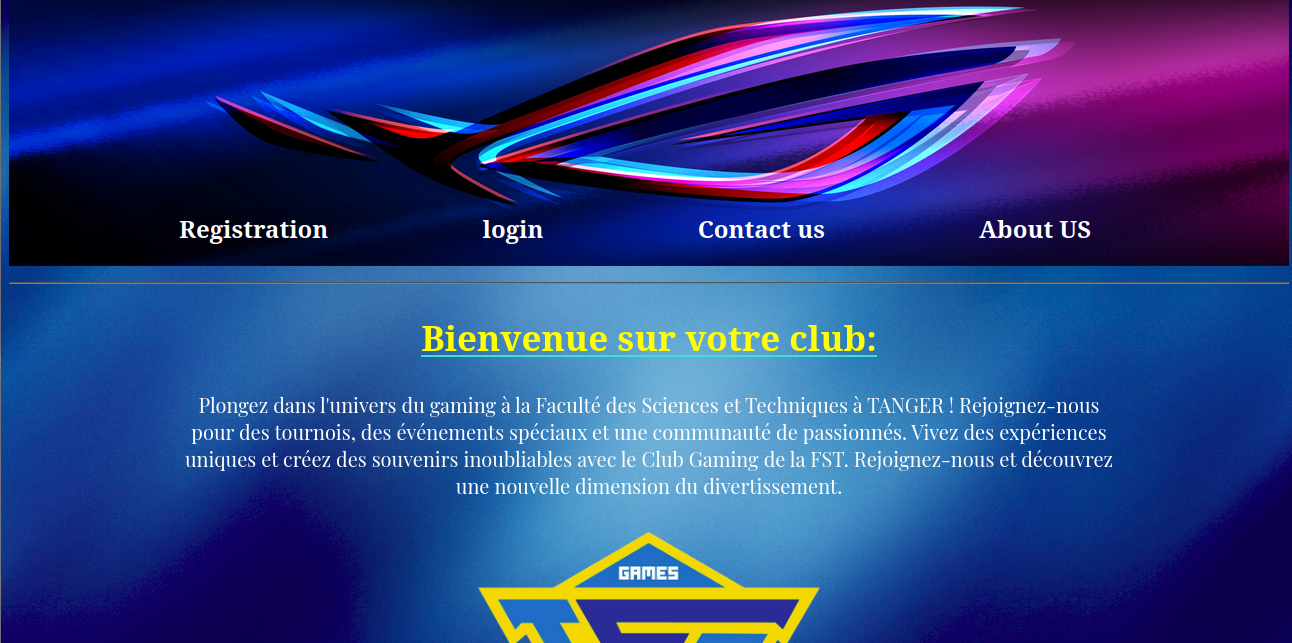 Registration login Contact us About US
Bienvenue sur votre club:
Plongez dans l'univers du gaming à la Faculté des Sciences et Techniques à TANGER ! Rejoignez-nous
pour des tournois, des événements spéciaux et une communauté de passionnés. Vivez des expériences
uniques et créez des souvenirs inoubliables avec le Club Gaming de la FST. Rejoignez-nous et découvrez
une nouvelle dimension du divertissement.
GAMES